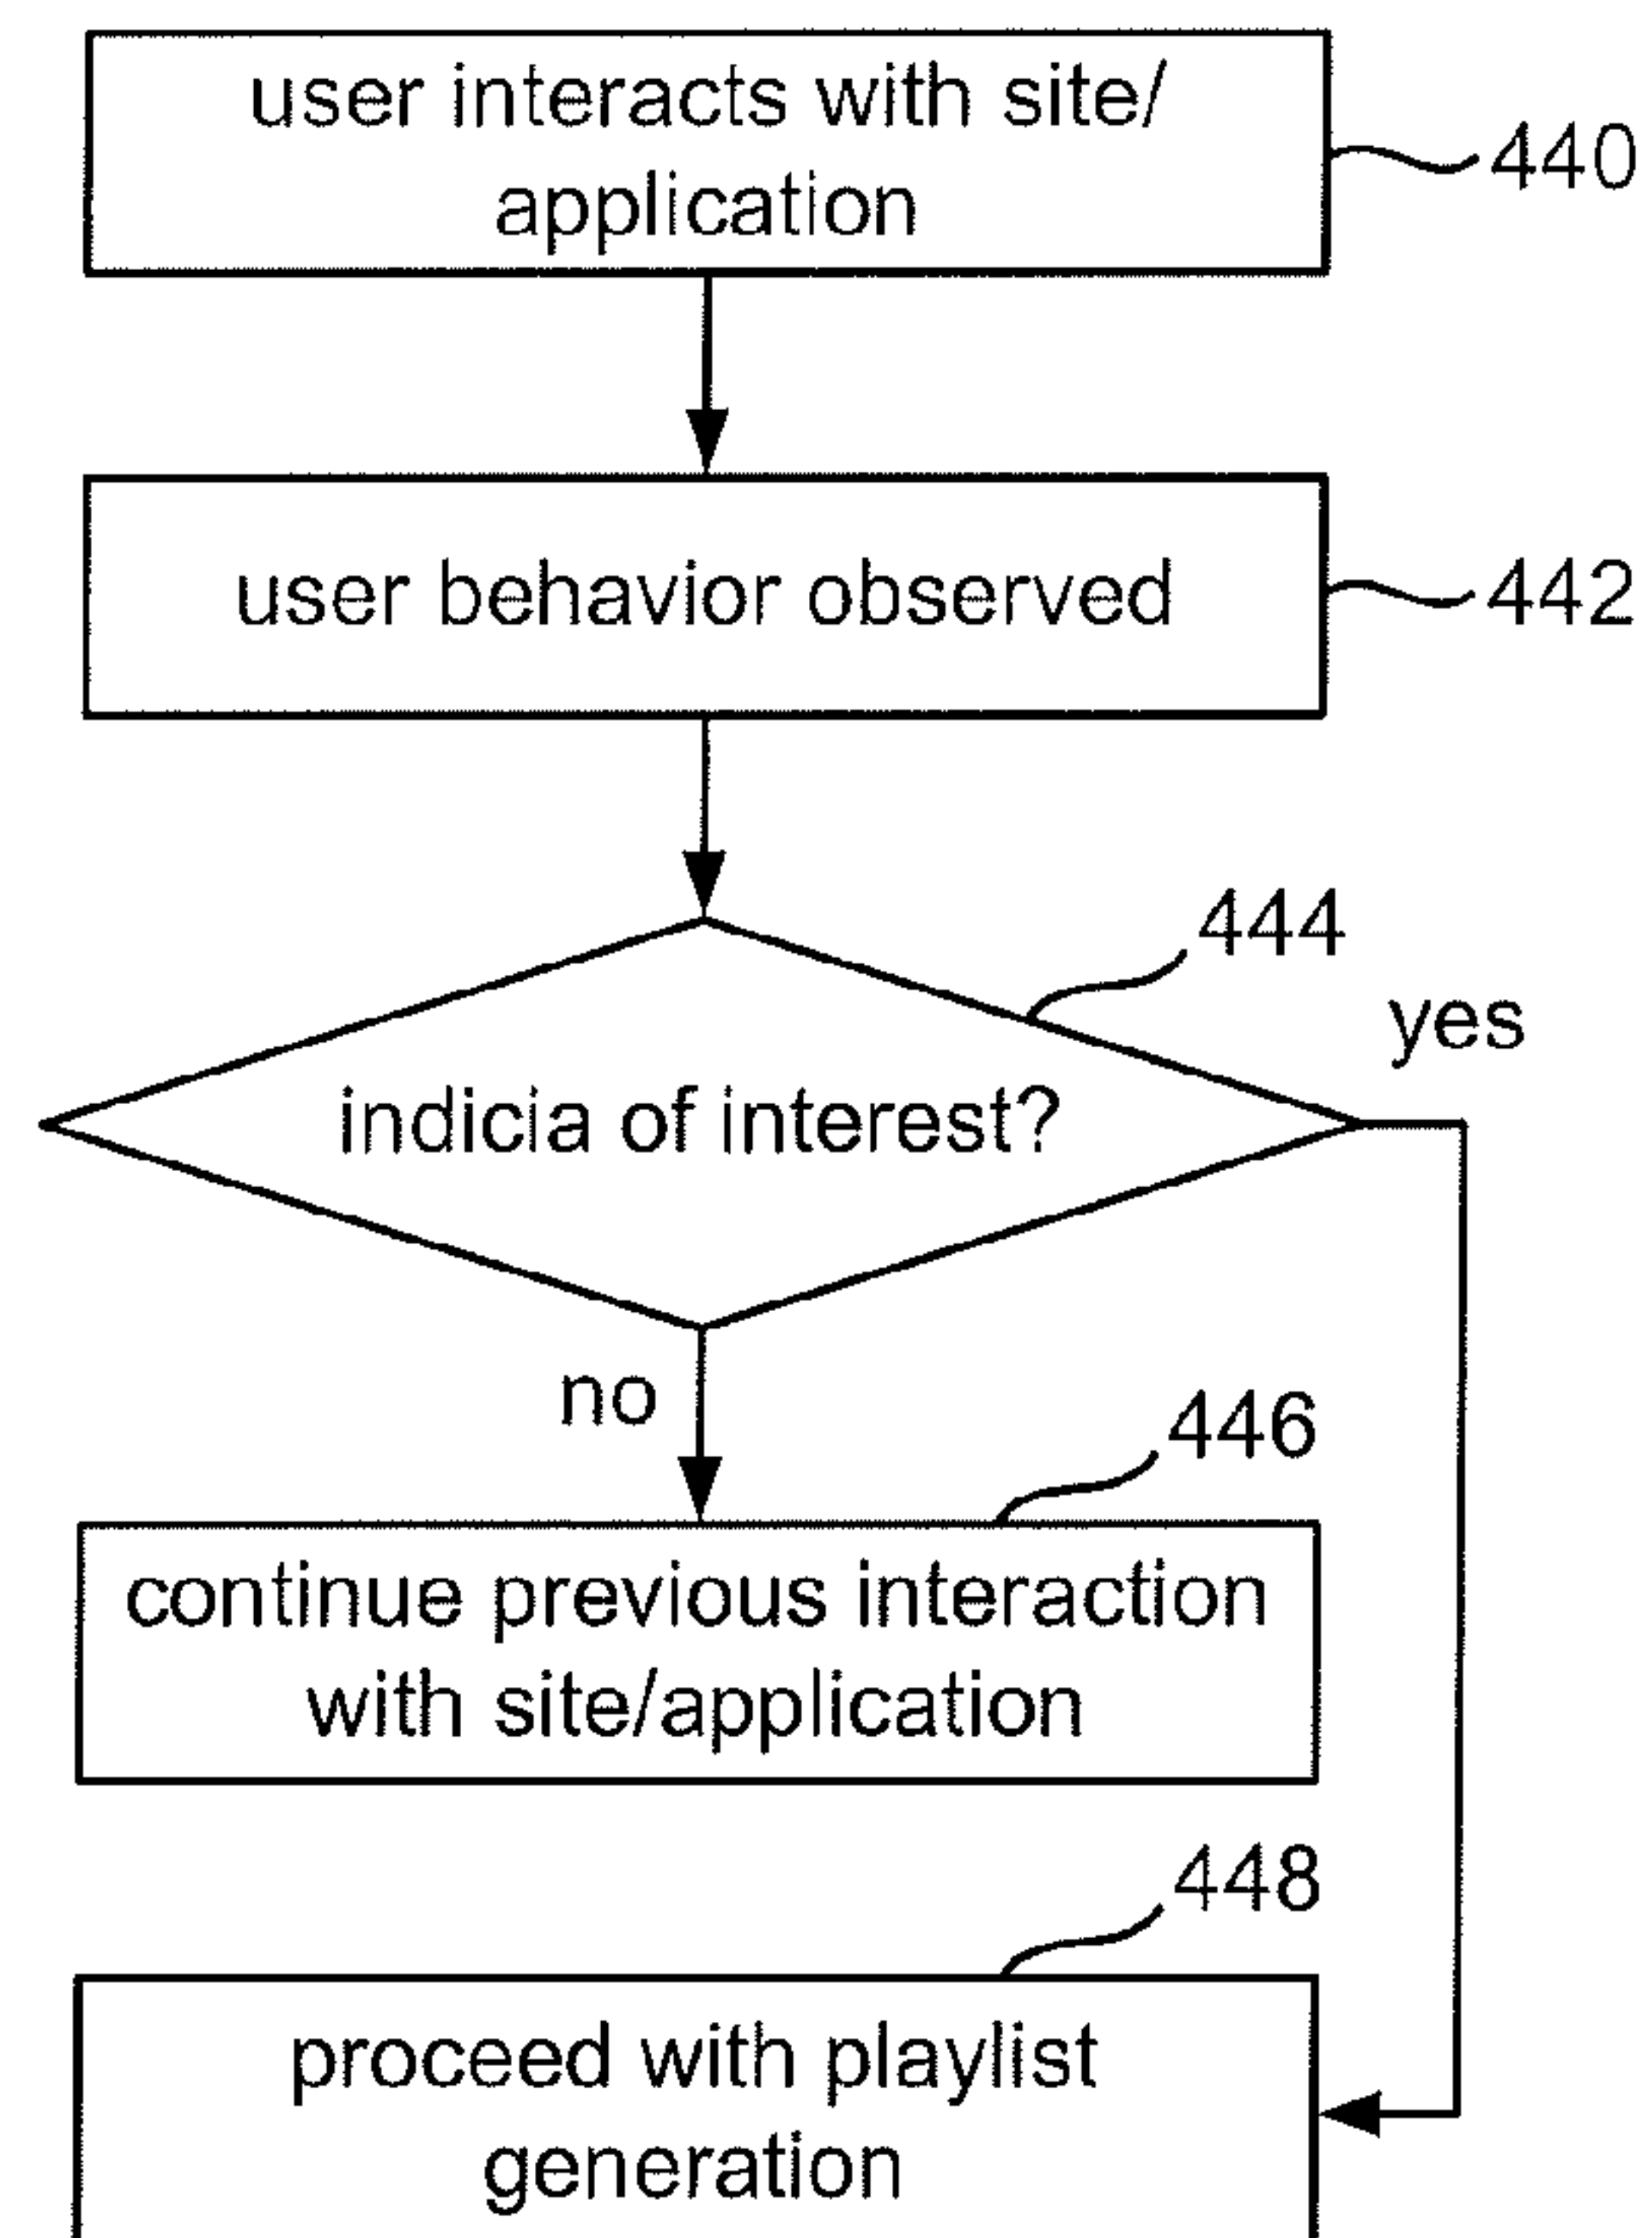 user interacts with site/
application
440
user behavior observed
442
444
yes
indicia of interest?
no
446
continue previous interaction
with site/application
448
proceed with playlist
generation